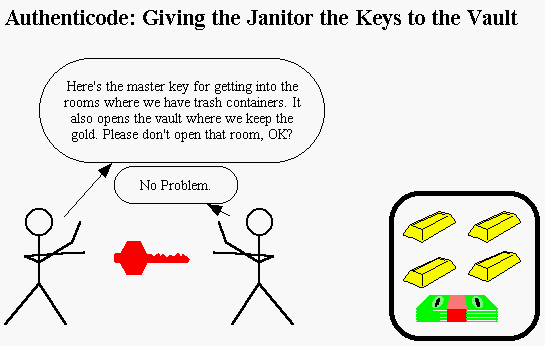 Authenticode: Giving the Janitor the Keys to the Vault
Here's the master key for getting into the
rooms where we have trash containers. It
also opens the vault where we keep the
gold. Please don't open that room, OK?
No Problem.